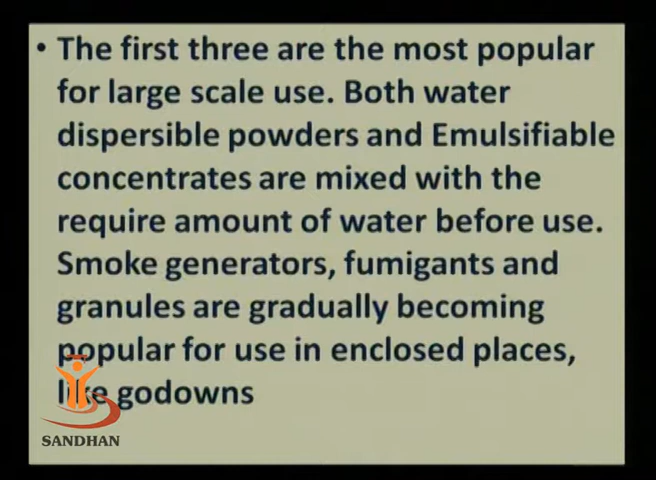 • The first three are the most popular
for large scale use. Both water
dispersible powders and Emulsifiable
concentrates are mixed with the
require amount of water before use.
Smoke generators, fumigants and
granules are gradually becoming
popular for use in enclosed places,
like godowns
SANDHAN